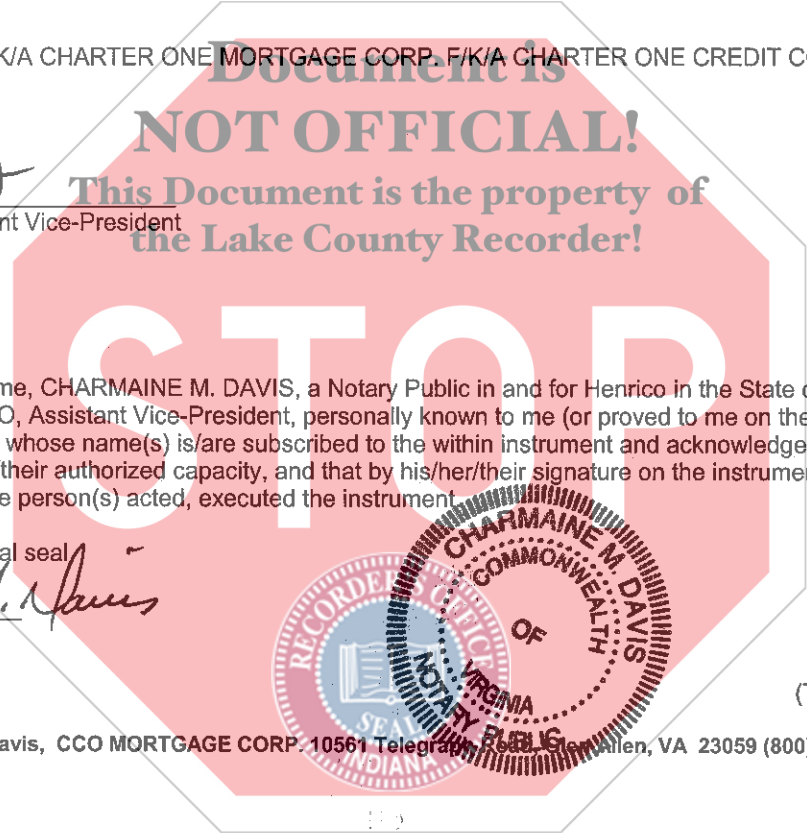 K/A CHARTER ONE MORTGAGE CORP. F/K/A CHARTER ONE CREDIT CO
Document is
NOT OFFICIAL!
This Document is the property of
the Lake County Recorder!
nt Vice-President
STOP
me, CHARMAINE M. DAVIS, a Notary Public in and for Henrico in the State o
O, Assistant Vice-President, personally known to me (or proved to me on the
whose name(s) is/are subscribed to the within instrument and acknowledge
their authorized capacity, and that by his/her/their signature on the instrumen
e person(s) acted, executed the instrument
al seal
. Davis
CHARMAINE M. DAVIS
COMMONWEALTH
OF
VIRGINIA
NOTARY PUBLIC
RECORDER'S OFFICE
SEAL
INDIANA
avis, CCO MORTGAGE CORP. 10561 Telegraph Road, Glen Allen, VA 23059 (800)